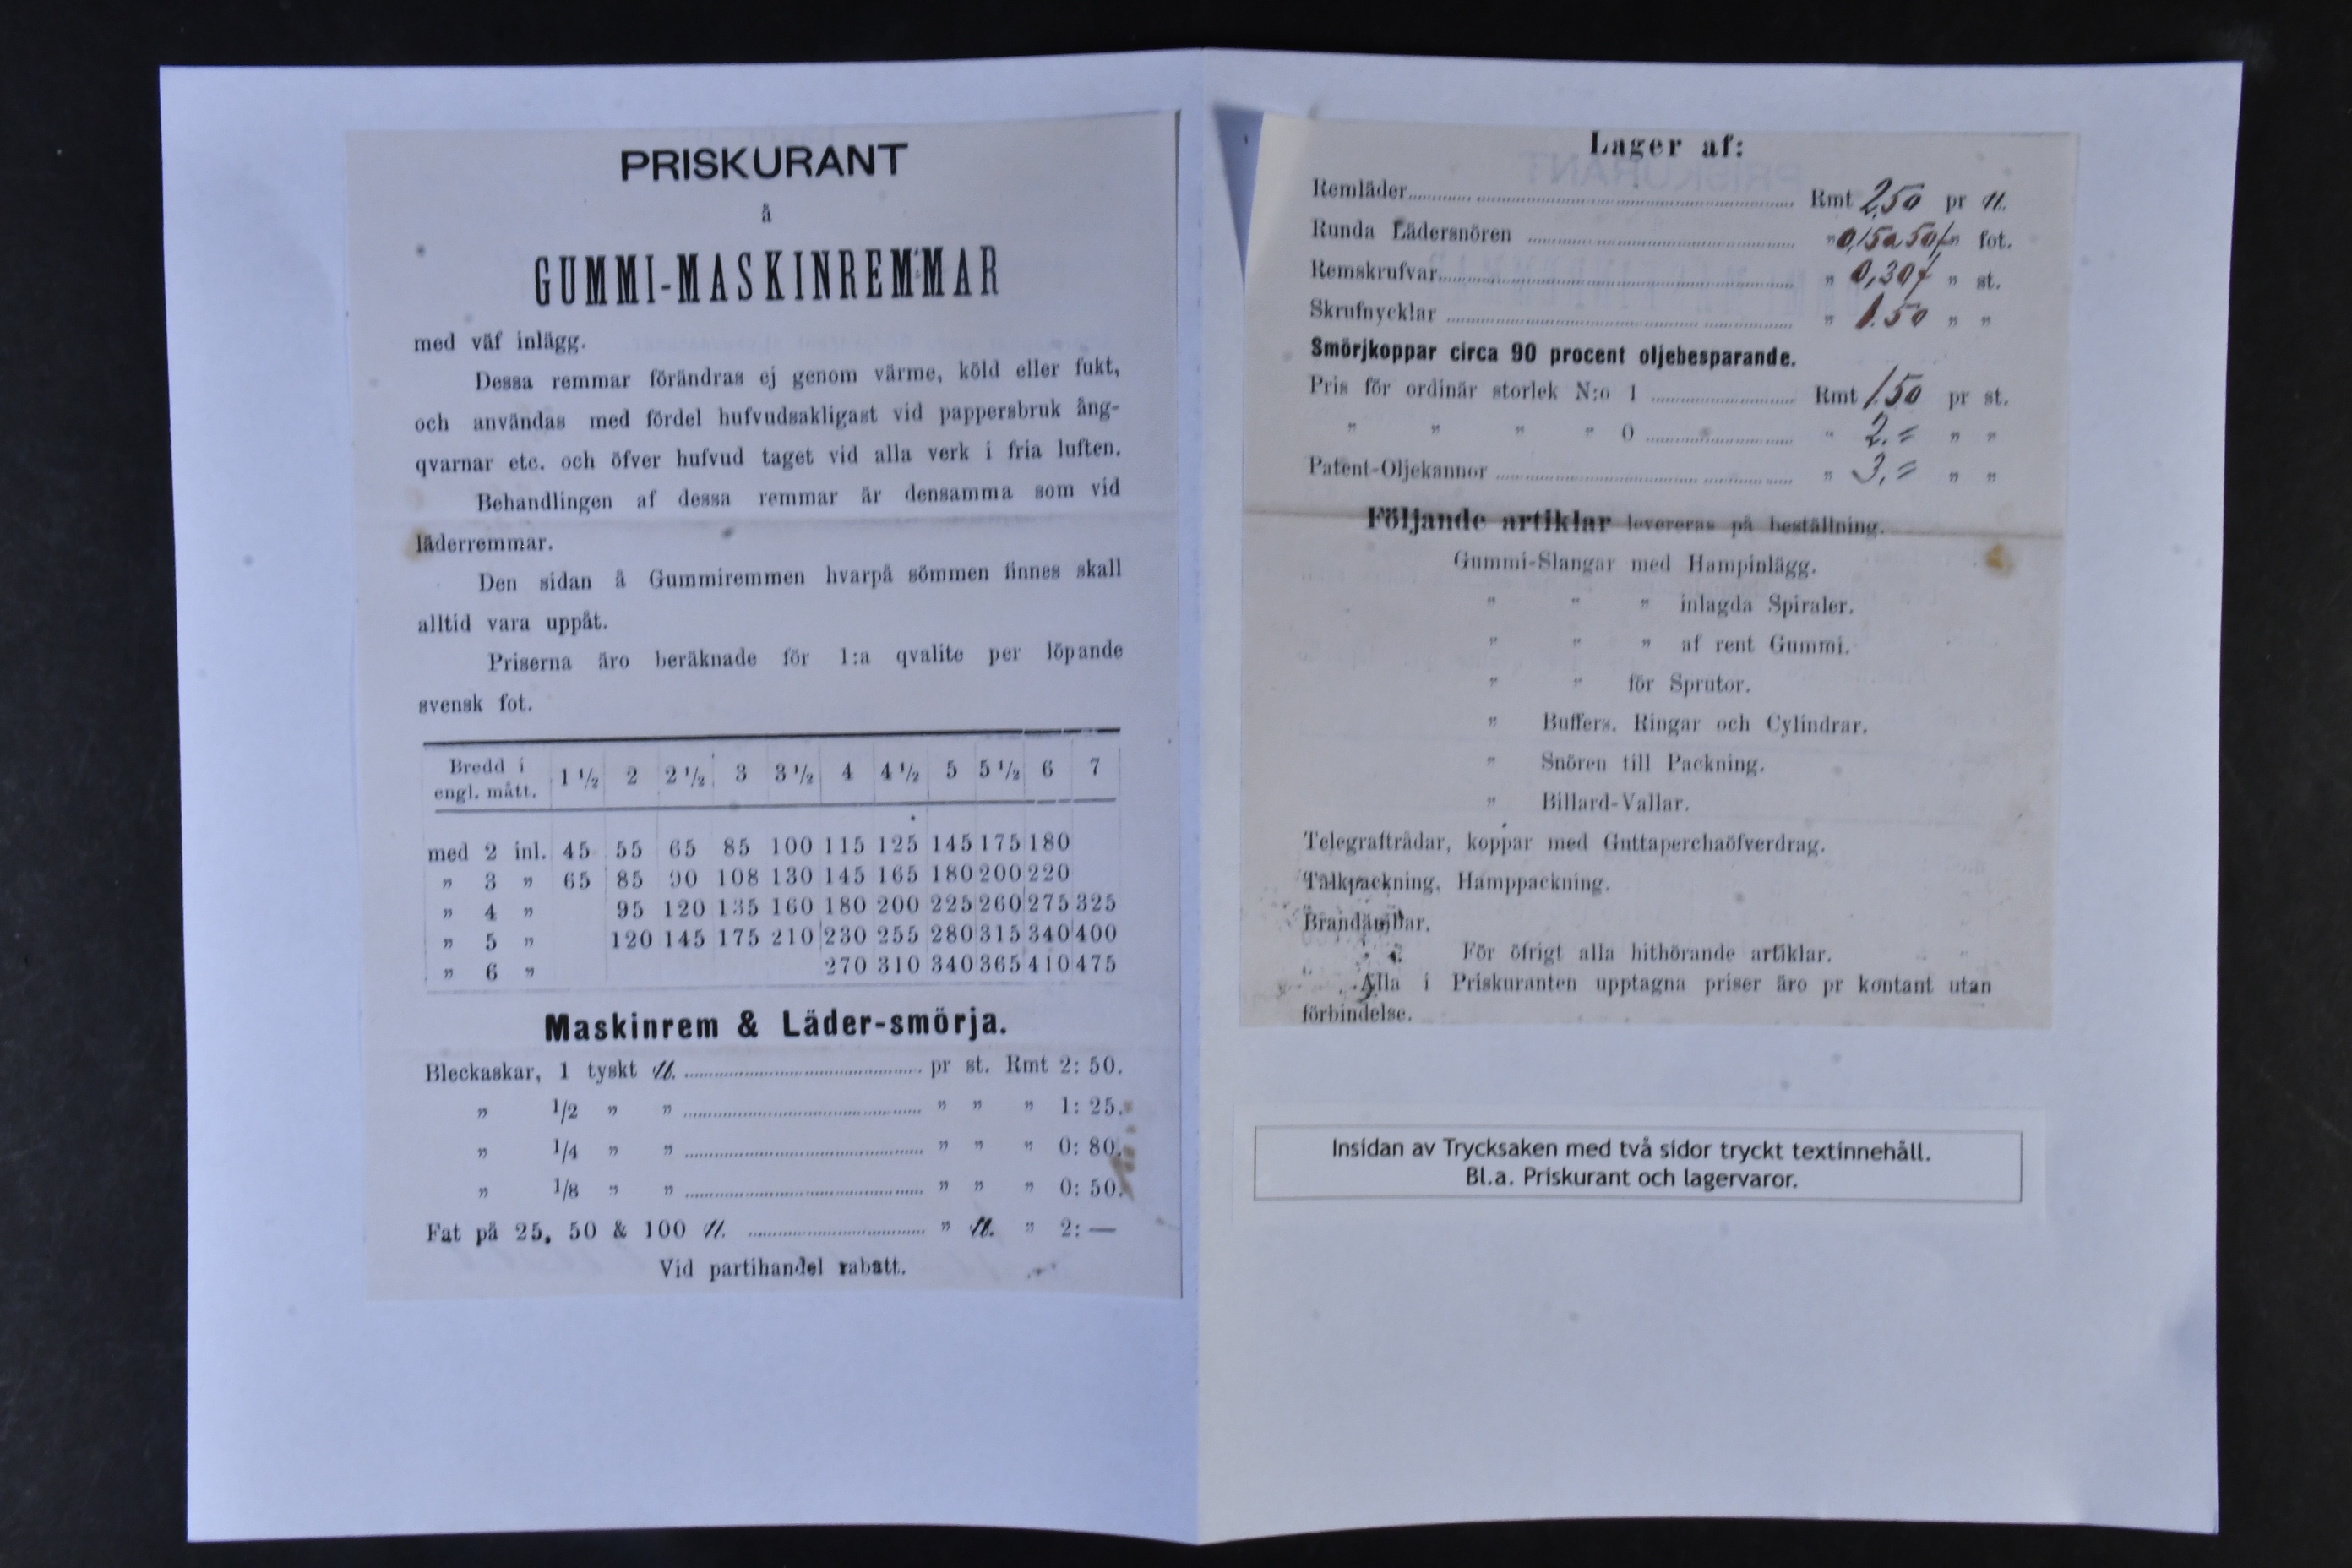 PRISKURANT
å
GUMMI-MASKINREMMAR
med väf inlägg.
Dessa remmar förändras ej genom värme, köld eller fukt,
och användas med fördel hufvudsakligast vid pappersbruk ång-
qvarnar etc. och öfver hufvud taget vid alla verk i fria luften.
Behandlingen af dessa remmar är densamma som vid
läderremmar.
Den sidan å Gummiremmen hvarpå sömmen finnes skall
alltid vara uppåt.
Priserna äro beräknade för 1:a qvalite per löpande
svensk fot.
Bredd i engl. mått. 1 1/2 2 2 1/2 3 3 1/2 4 4 1/2 5 5 1/2 6 7
med 2 inl. 45 55 65 85 100 115 125 145 175 180
" 3 " 65 85 90 108 130 145 165 180 200 220
" 4 " 95 120 135 160 180 200 225 260 275 325
" 5 " 120 145 175 210 230 255 280 315 340 400
" 6 " 270 310 340 365 410 475
Maskinrem & Läder-smörja.
Bleckaskar, 1 tyskt ℔. pr st. Rmt 2: 50.
" 1/2 " " " " " 1: 25.
" 1/4 " " " " " 0: 80.
" 1/8 " " " " " 0: 50.
Fat på 25, 50 & 100 ℔. " ℔. " 2: —
Vid partihandel rabatt.
Lager af:
Remläder Rmt 2,50 pr ℔.
Runda Lädersnören " 0,15 a 50 " fot.
Remskrufvar " 0,30 " st.
Skrufnycklar " 1.50 " "
Smörjkoppar circa 90 procent oljebesparande.
Pris för ordinär storlek N:o 1 Rmt 1.50 pr st.
" " " " 0 " 2.= " "
Patent-Oljekannor " 3.= " "
Följande artiklar levereras på beställning.
Gummi-Slangar med Hampinlägg.
" " " inlagda Spiraler.
" " " af rent Gummi.
" " för Sprutor.
" Buffers, Ringar och Cylindrar.
" Snören till Packning.
" Billard-Vallar.
Telegraftrådar, koppar med Guttaperchaöfverdrag.
Talkpackning, Hamppackning.
Brandämbar.
För öfrigt alla hithörande artiklar.
Alla i Priskuranten upptagna priser äro pr kontant utan
förbindelse.
Insidan av Trycksaken med två sidor tryckt textinnehåll.
Bl.a. Priskurant och lagervaror.